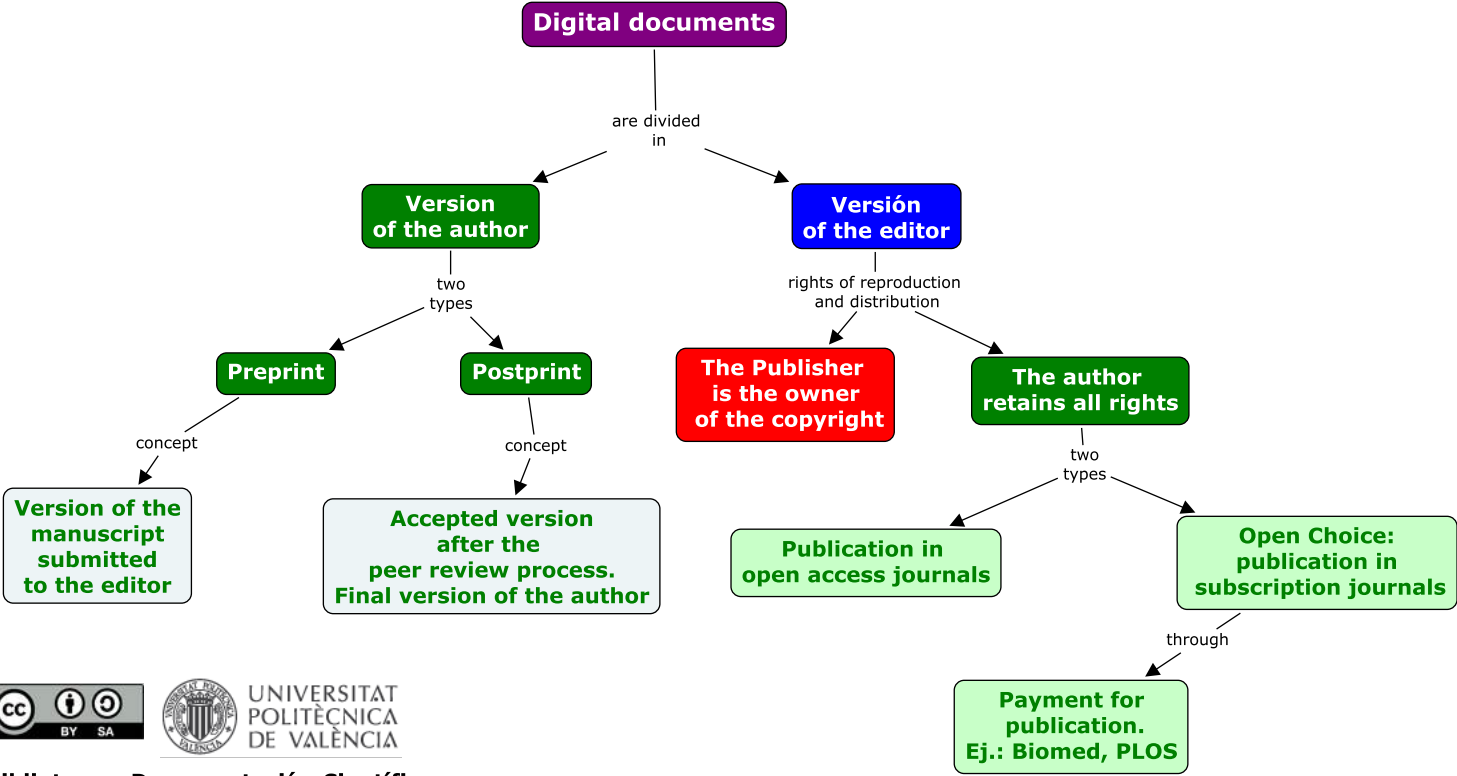 Digital documents
are divided
in
Version
of the author
Versión
of the editor
two
types
rights of reproduction
and distribution
Preprint
Postprint
The Publisher
is the owner
of the copyright
The author
retains all rights
concept
concept
two
types
Version of the
manuscript
submitted
to the editor
Accepted version
after the
peer review process.
Final version of the author
Publication in
open access journals
Open Choice:
publication in
subscription journals
through
Payment for
publication.
Ej.: Biomed, PLOS
cc
BY SA
UNIVERSITAT
POLITÈCNICA
DE VALÈNCIA